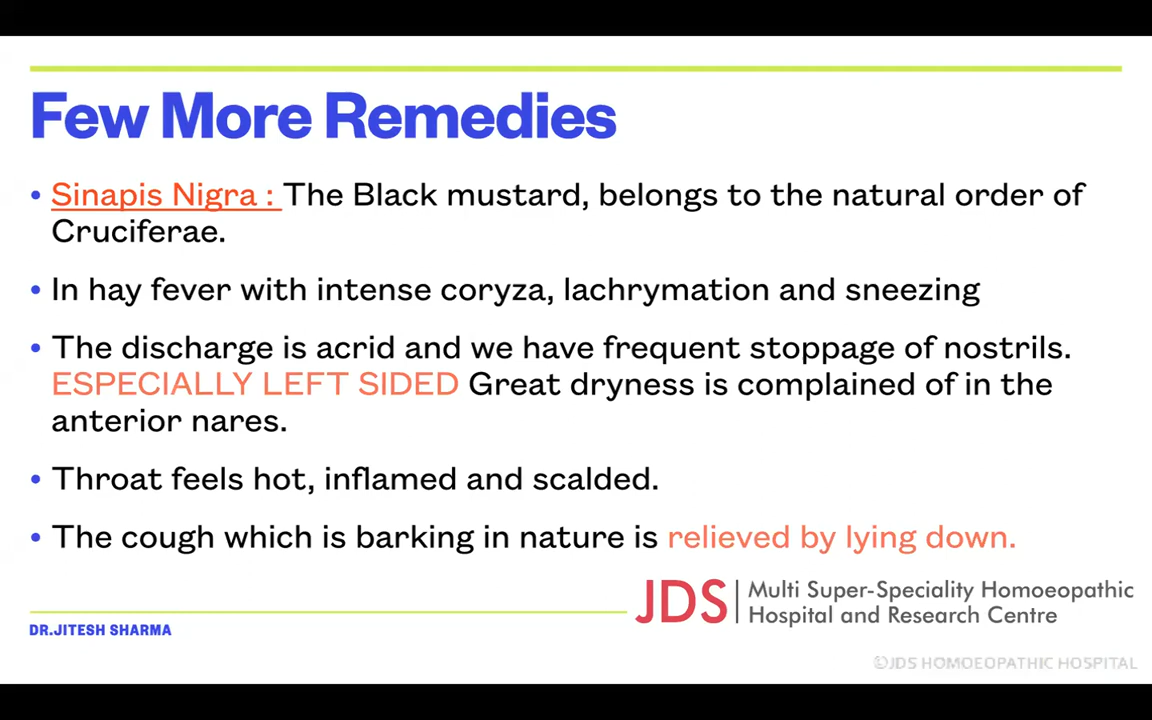 Few More Remedies
• Sinapis Nigra : The Black mustard, belongs to the natural order of
Cruciferae.
• In hay fever with intense coryza, lachrymation and sneezing
• The discharge is acrid and we have frequent stoppage of nostrils.
ESPECIALLY LEFT SIDED Great dryness is complained of in the
anterior nares.
• Throat feels hot, inflamed and scalded.
• The cough which is barking in nature is relieved by lying down.
JDS | Multi Super-Speciality Homoeopathic
Hospital and Research Centre
DR.JITESH SHARMA
©JDS HOMOEOPATHIC HOSPITAL